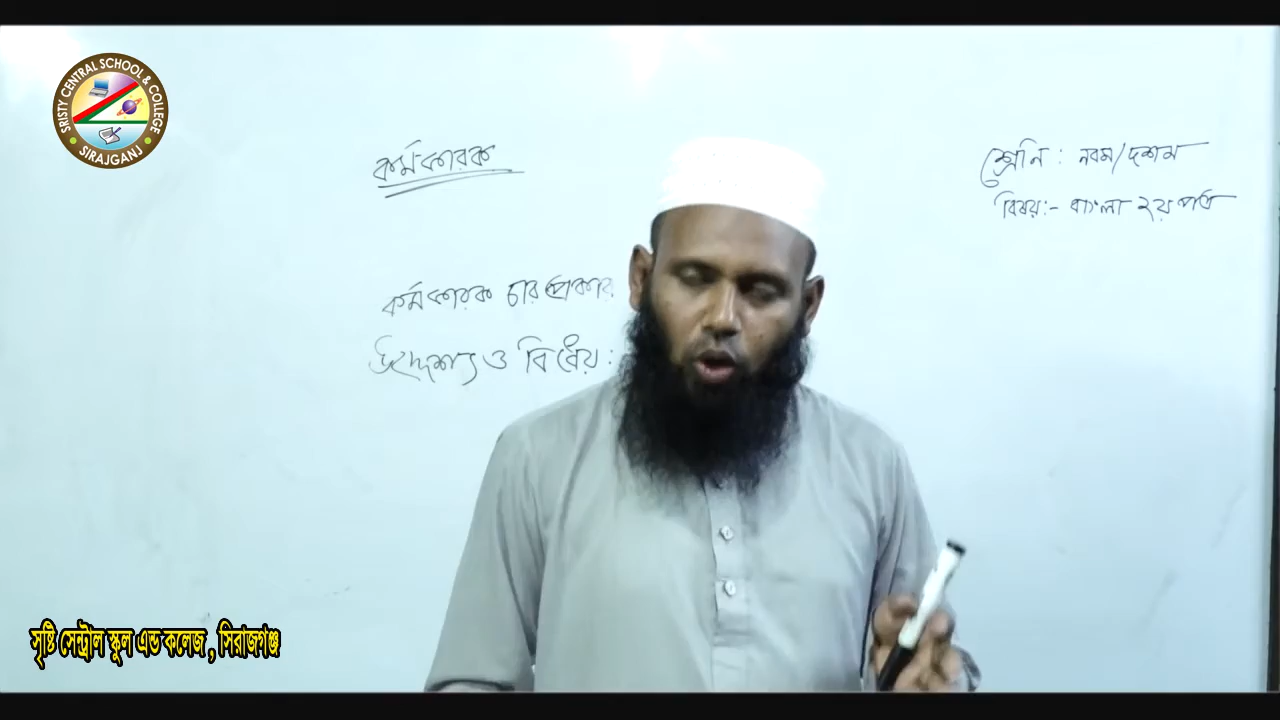 SRISTY CENTRAL SCHOOL & COLLEGE
SIRAJGANJ
কর্মকারক
শ্রেনি : নবম/দশম
বিষয়:- বাংলা ২য় পত্র
কর্মকারক চার প্রকার
উদ্দেশ্য ও বিধেয় :
সৃষ্টি সেন্ট্রাল স্কুল এন্ড কলেজ , সিরাজগঞ্জ